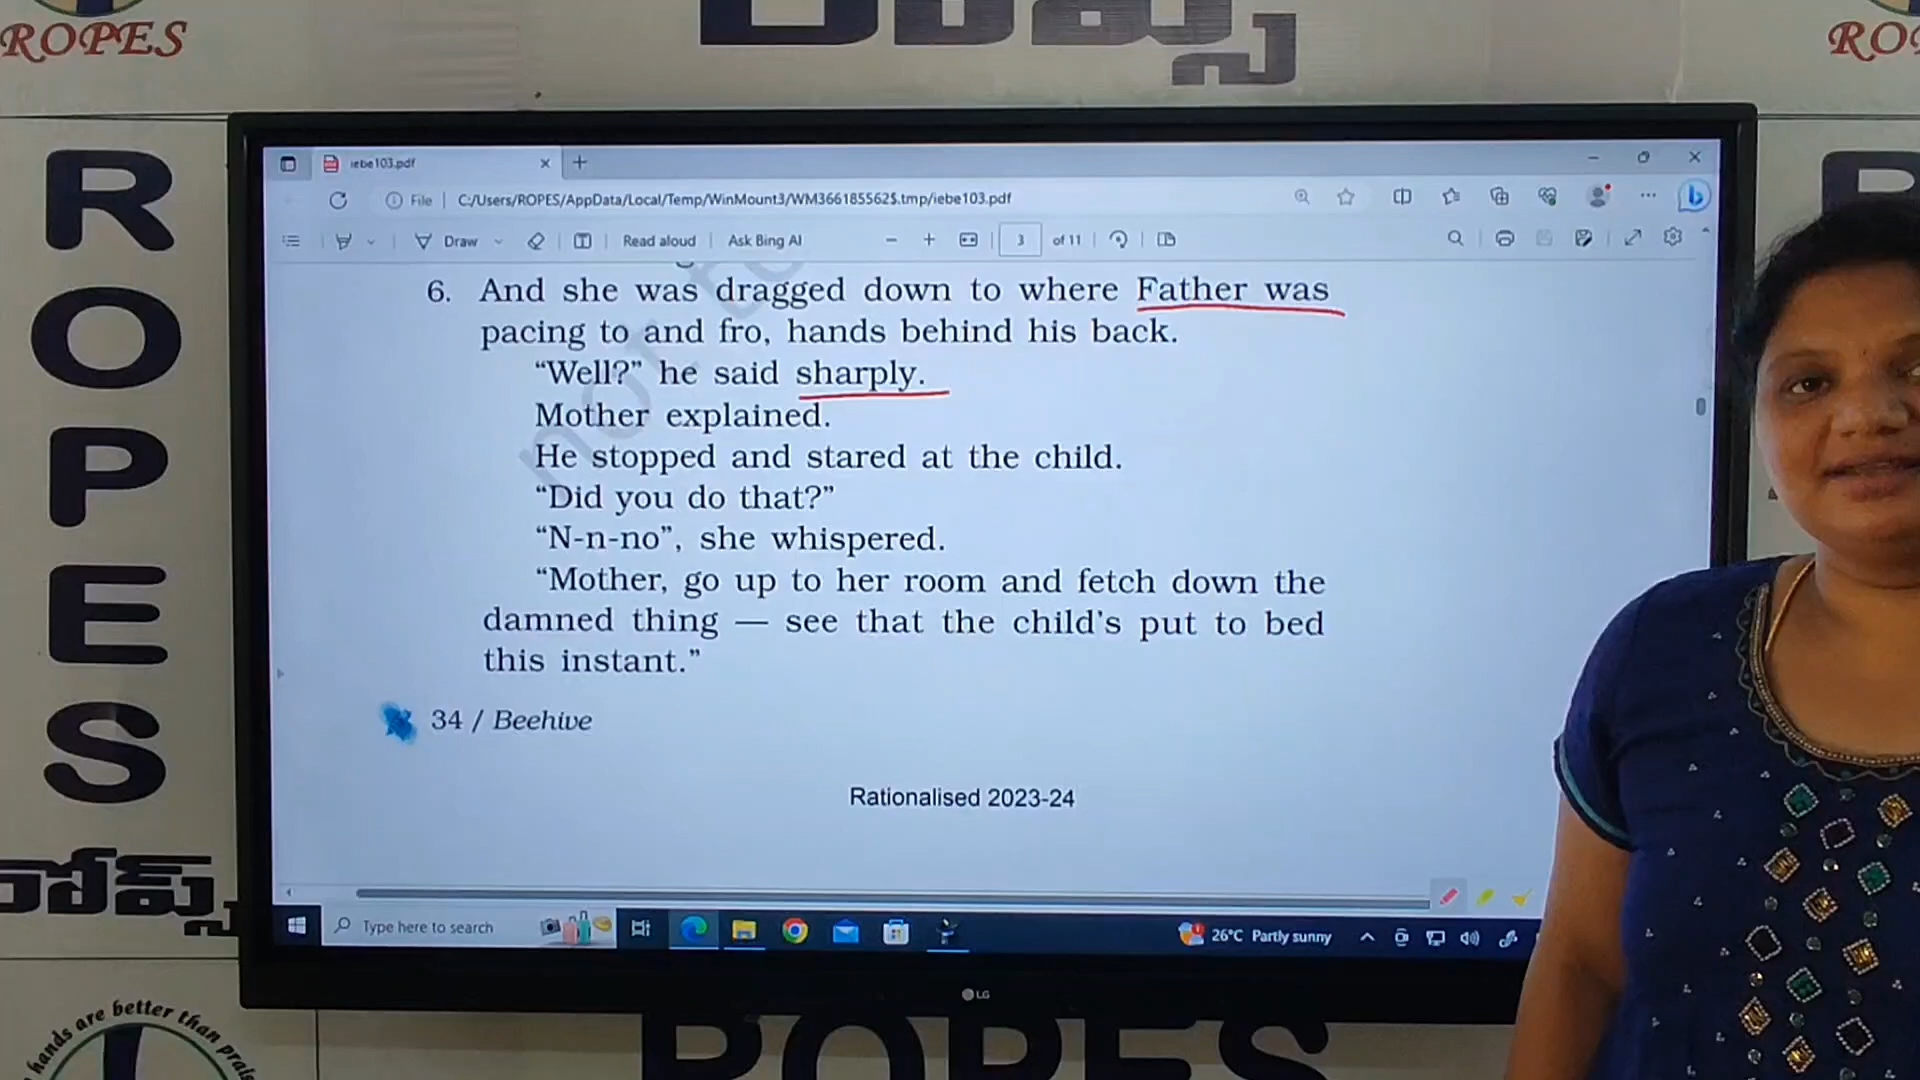 రోప్స్
ROPES
ROPES
iebe103.pdf
File
C:/Users/ROPES/AppData/Local/Temp/WinMount3/WM366185562$.tmp/iebe103.pdf
Draw
Read aloud
Ask Bing AI
3
of 11
6. And she was dragged down to where Father was
pacing to and fro, hands behind his back.
“Well?” he said sharply.
Mother explained.
He stopped and stared at the child.
“Did you do that?”
“N-n-no”, she whispered.
“Mother, go up to her room and fetch down the
damned thing — see that the child's put to bed
this instant.”
34 / Beehive
Rationalised 2023-24
Type here to search
26°C Partly sunny
LG
రోప్స్
hands are better than
ROPES